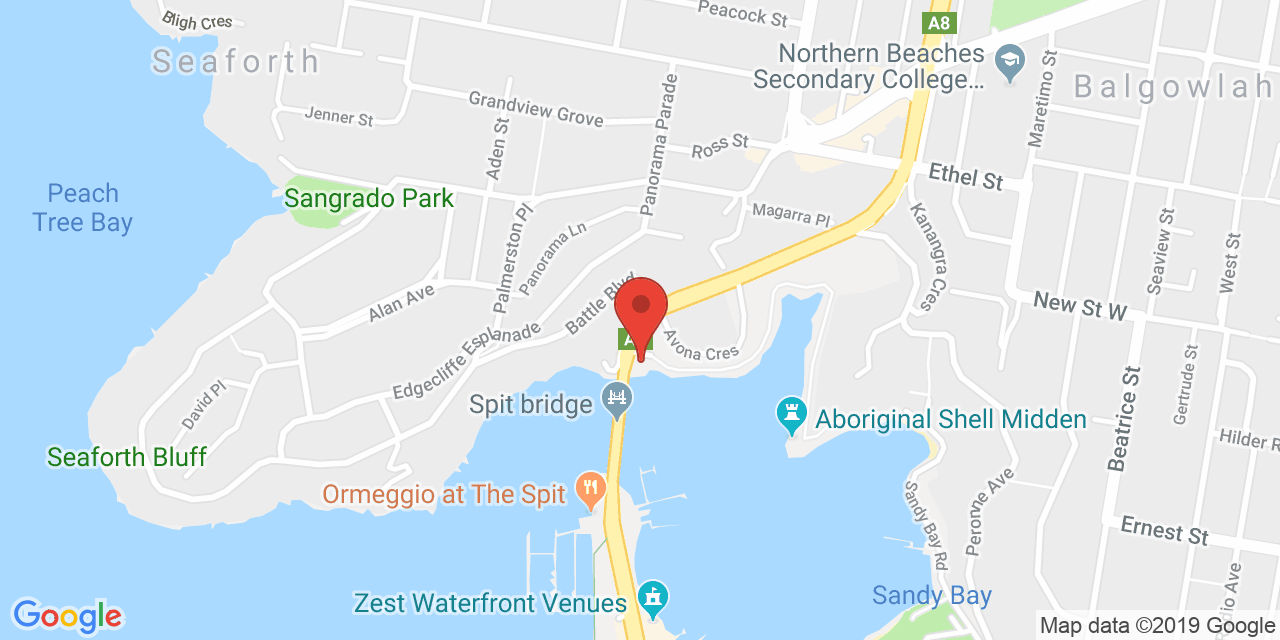 Bligh Cres
Peacock St
A8
Seaforth
Northern Beaches
Secondary College...
Balgowlah
Maretimo St
Grandview Grove
Jenner St
Aden St
Panorama Parade
Ross St
Ethel St
Peach
Tree Bay
Sangrado Park
Palmerston Pl
Panorama Ln
Magarra Pl
Kanangra Cres
Seaview St
West St
Alan Ave
Battle Blvd
New St W
Edgecliffe Esplanade
Avona Cres
David Pl
Gertrude St
Spit bridge
Aboriginal Shell Midden
Beatrice St
Hilder R
Seaforth Bluff
Ormeggio at The Spit
Sandy Bay Rd
Peronne Ave
Ernest St
Zest Waterfront Venues
Sandy Bay
Google
Map data ©2019 Google